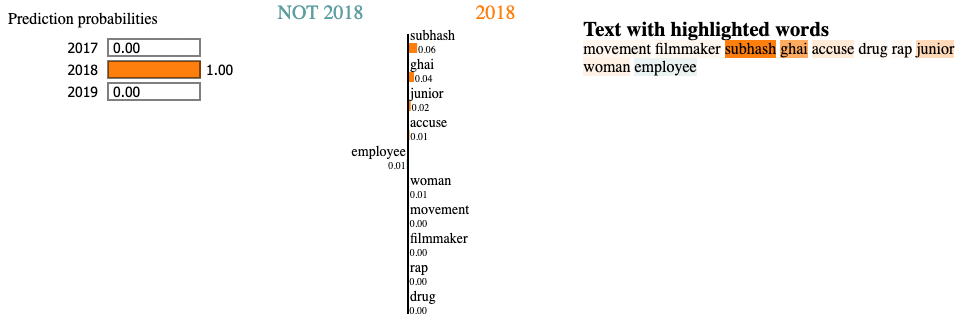 Prediction probabilities
2017 0.00
2018 1.00
2019 0.00
NOT 2018 2018
subhash
0.06
ghai
0.04
junior
0.02
accuse
0.01
employee
0.01
woman
0.01
movement
0.00
filmmaker
0.00
rap
0.00
drug
0.00
Text with highlighted words
movement filmmaker subhash ghai accuse drug rap junior
woman employee